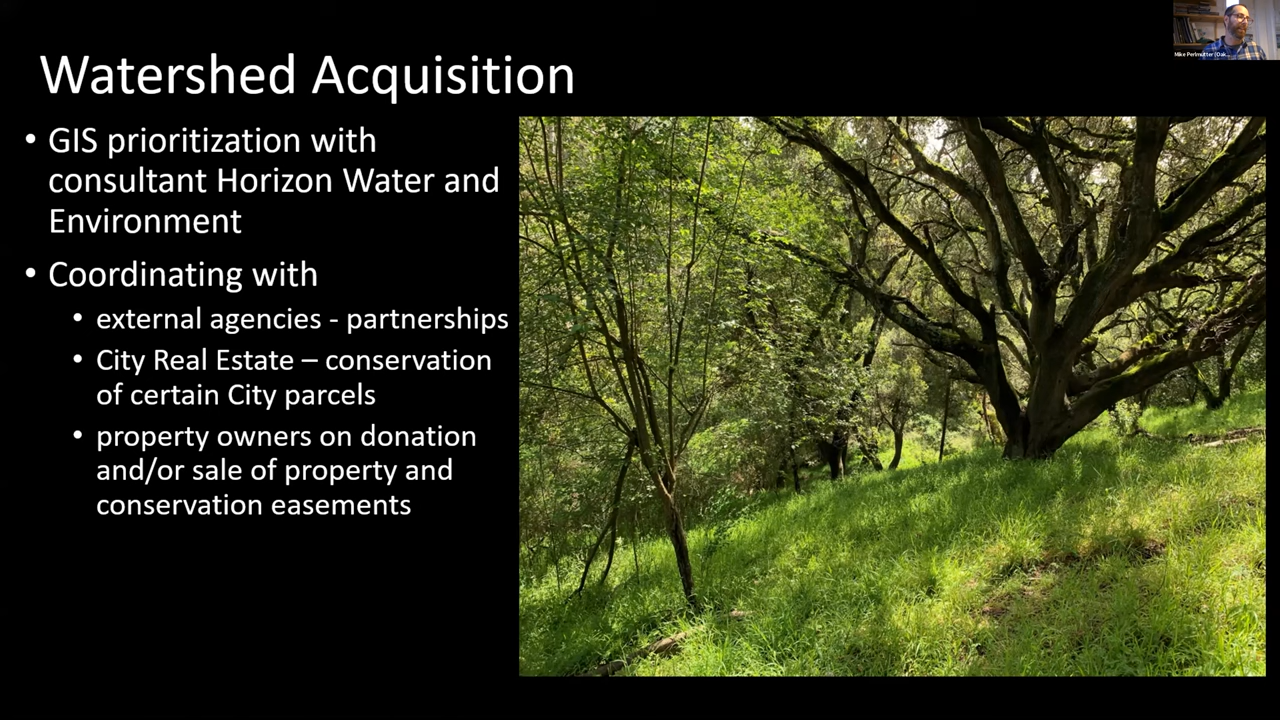 Mike Perlmutter (Oak...
Watershed Acquisition
• GIS prioritization with
consultant Horizon Water and
Environment
• Coordinating with
• external agencies - partnerships
• City Real Estate – conservation
of certain City parcels
• property owners on donation
and/or sale of property and
conservation easements